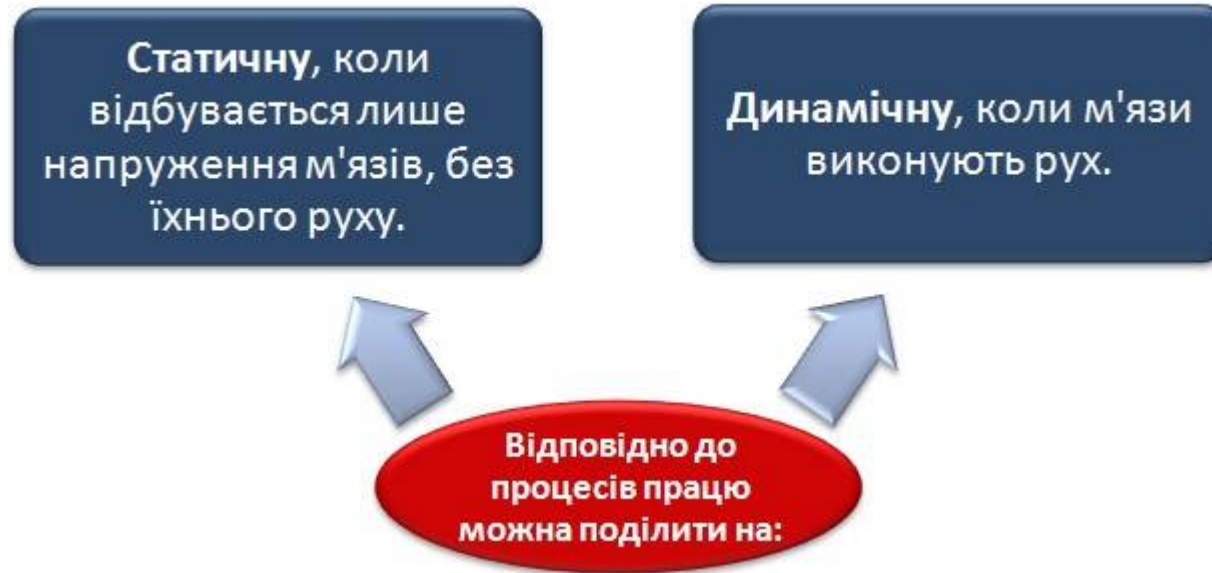 Статичну, коли
відбувається лише
напруження м'язів, без
їхнього руху.
Динамічну, коли м'язи
виконують рух.
Відповідно до
процесів працю
можна поділити на: